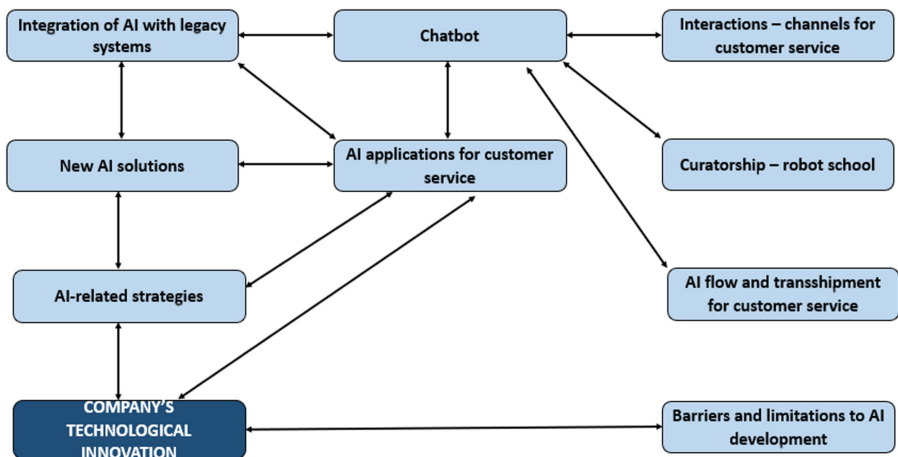 Integration of AI with legacy
systems
Chatbot
Interactions – channels for
customer service
New AI solutions
AI applications for customer
service
Curatorship – robot school
AI-related strategies
AI flow and transshipment
for customer service
COMPANY'S
TECHNOLOGICAL
INNOVATION
Barriers and limitations to AI
development